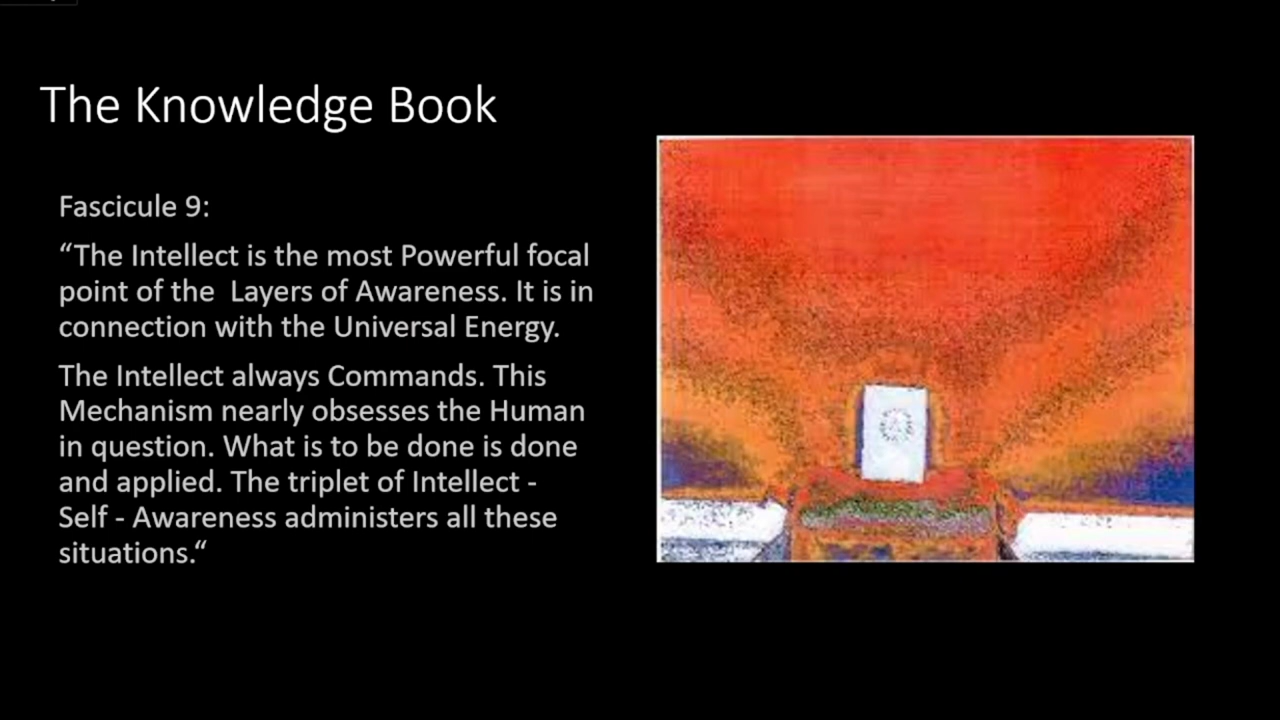 The Knowledge Book
Fascicule 9:
“The Intellect is the most Powerful focal
point of the  Layers of Awareness. It is in
connection with the Universal Energy.
The Intellect always Commands. This
Mechanism nearly obsesses the Human
in question. What is to be done is done
and applied. The triplet of Intellect -
Self - Awareness administers all these
situations.“